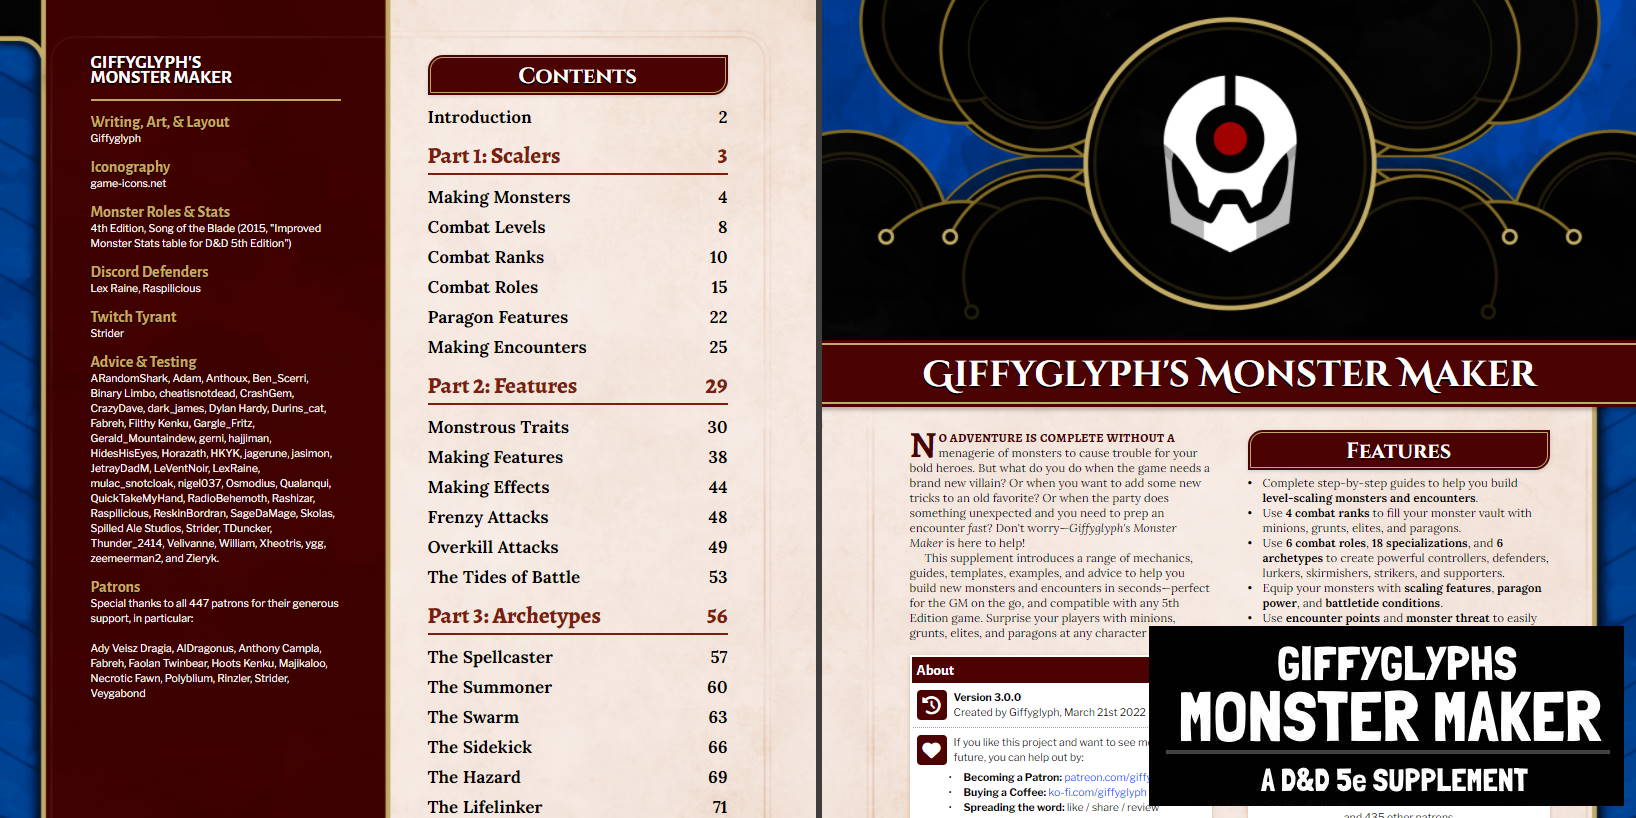 GIFFYGLYPH'S
MONSTER MAKER
Writing, Art, & Layout
Giffyglyph
Iconography
game-icons.net
Monster Roles & Stats
4th Edition, Song of the Blade (2015, "Improved
Monster Stats table for D&D 5th Edition")
Discord Defenders
Lex Raine, Raspilicious
Twitch Tyrant
Strider
Advice & Testing
ARandomShark, Adam, Anthoux, Ben_Scerri,
Binary Limbo, cheatisnotdead, CrashGem,
CrazyDave, dark_james, Dylan Hardy, Durins_cat,
Fabreh, Filthy Kenku, Gargle_Fritz,
Gerald_Mountaindew, gerni, hajjiman,
HidesHisEyes, Horazath, HKYK, jagerune, jasimon,
JetrayDadM, LeVentNoir, LexRaine,
mulac_snotcloak, nigel037, Osmodius, Qualanqui,
QuickTakeMyHand, RadioBehemoth, Rashizar,
Raspilicious, ReskinBordran, SageDaMage, Skolas,
Spilled Ale Studios, Strider, TDuncker,
Thunder_2414, Velivanne, William, Xheotris, ygg,
zeemeerman2, and Zieryk.
Patrons
Special thanks to all 447 patrons for their generous
support, in particular:
Ady Veisz Dragia, AlDragonus, Anthony Campla,
Fabreh, Faolan Twinbear, Hoots Kenku, Majikaloo,
Necrotic Fawn, Polyblium, Rinzler, Strider,
Veygabond
CONTENTS
Introduction 2
Part 1: Scalers 3
Making Monsters 4
Combat Levels 8
Combat Ranks 10
Combat Roles 15
Paragon Features 22
Making Encounters 25
Part 2: Features 29
Monstrous Traits 30
Making Features 38
Making Effects 44
Frenzy Attacks 48
Overkill Attacks 49
The Tides of Battle 53
Part 3: Archetypes 56
The Spellcaster 57
The Summoner 60
The Swarm 63
The Sidekick 66
The Hazard 69
The Lifelinker 71
GIFFYGLYPH'S MONSTER MAKER
NO ADVENTURE IS COMPLETE WITHOUT A
menagerie of monsters to cause trouble for your
bold heroes. But what do you do when the game needs a
brand new villain? Or when you want to add some new
tricks to an old favorite? Or when the party does
something unexpected and you need to prep an
encounter fast? Don't worry—Giffyglyph's Monster
Maker is here to help!
This supplement introduces a range of mechanics,
guides, templates, examples, and advice to help you
build new monsters and encounters in seconds—perfect
for the GM on the go, and compatible with any 5th
Edition game. Surprise your players with minions,
grunts, elites, and paragons at any character
About
Version 3.0.0
Created by Giffyglyph, March 21st 2022
If you like this project and want to see
future, you can help out by:
· Becoming a Patron: patreon.com/giffy
· Buying a Coffee: ko-fi.com/giffyglyph
· Spreading the word: like / share / review
FEATURES
• Complete step-by-step guides to help you build
level-scaling monsters and encounters.
• Use 4 combat ranks to fill your monster vault with
minions, grunts, elites, and paragons.
• Use 6 combat roles, 18 specializations, and 6
archetypes to create powerful controllers, defenders,
lurkers, skirmishers, strikers, and supporters.
• Equip your monsters with scaling features, paragon
power, and battletide conditions.
• Use encounter points and monster threat to easily
GIFFYGLYPHS
MONSTER MAKER
A D&D 5e SUPPLEMENT
and 435 other patrons